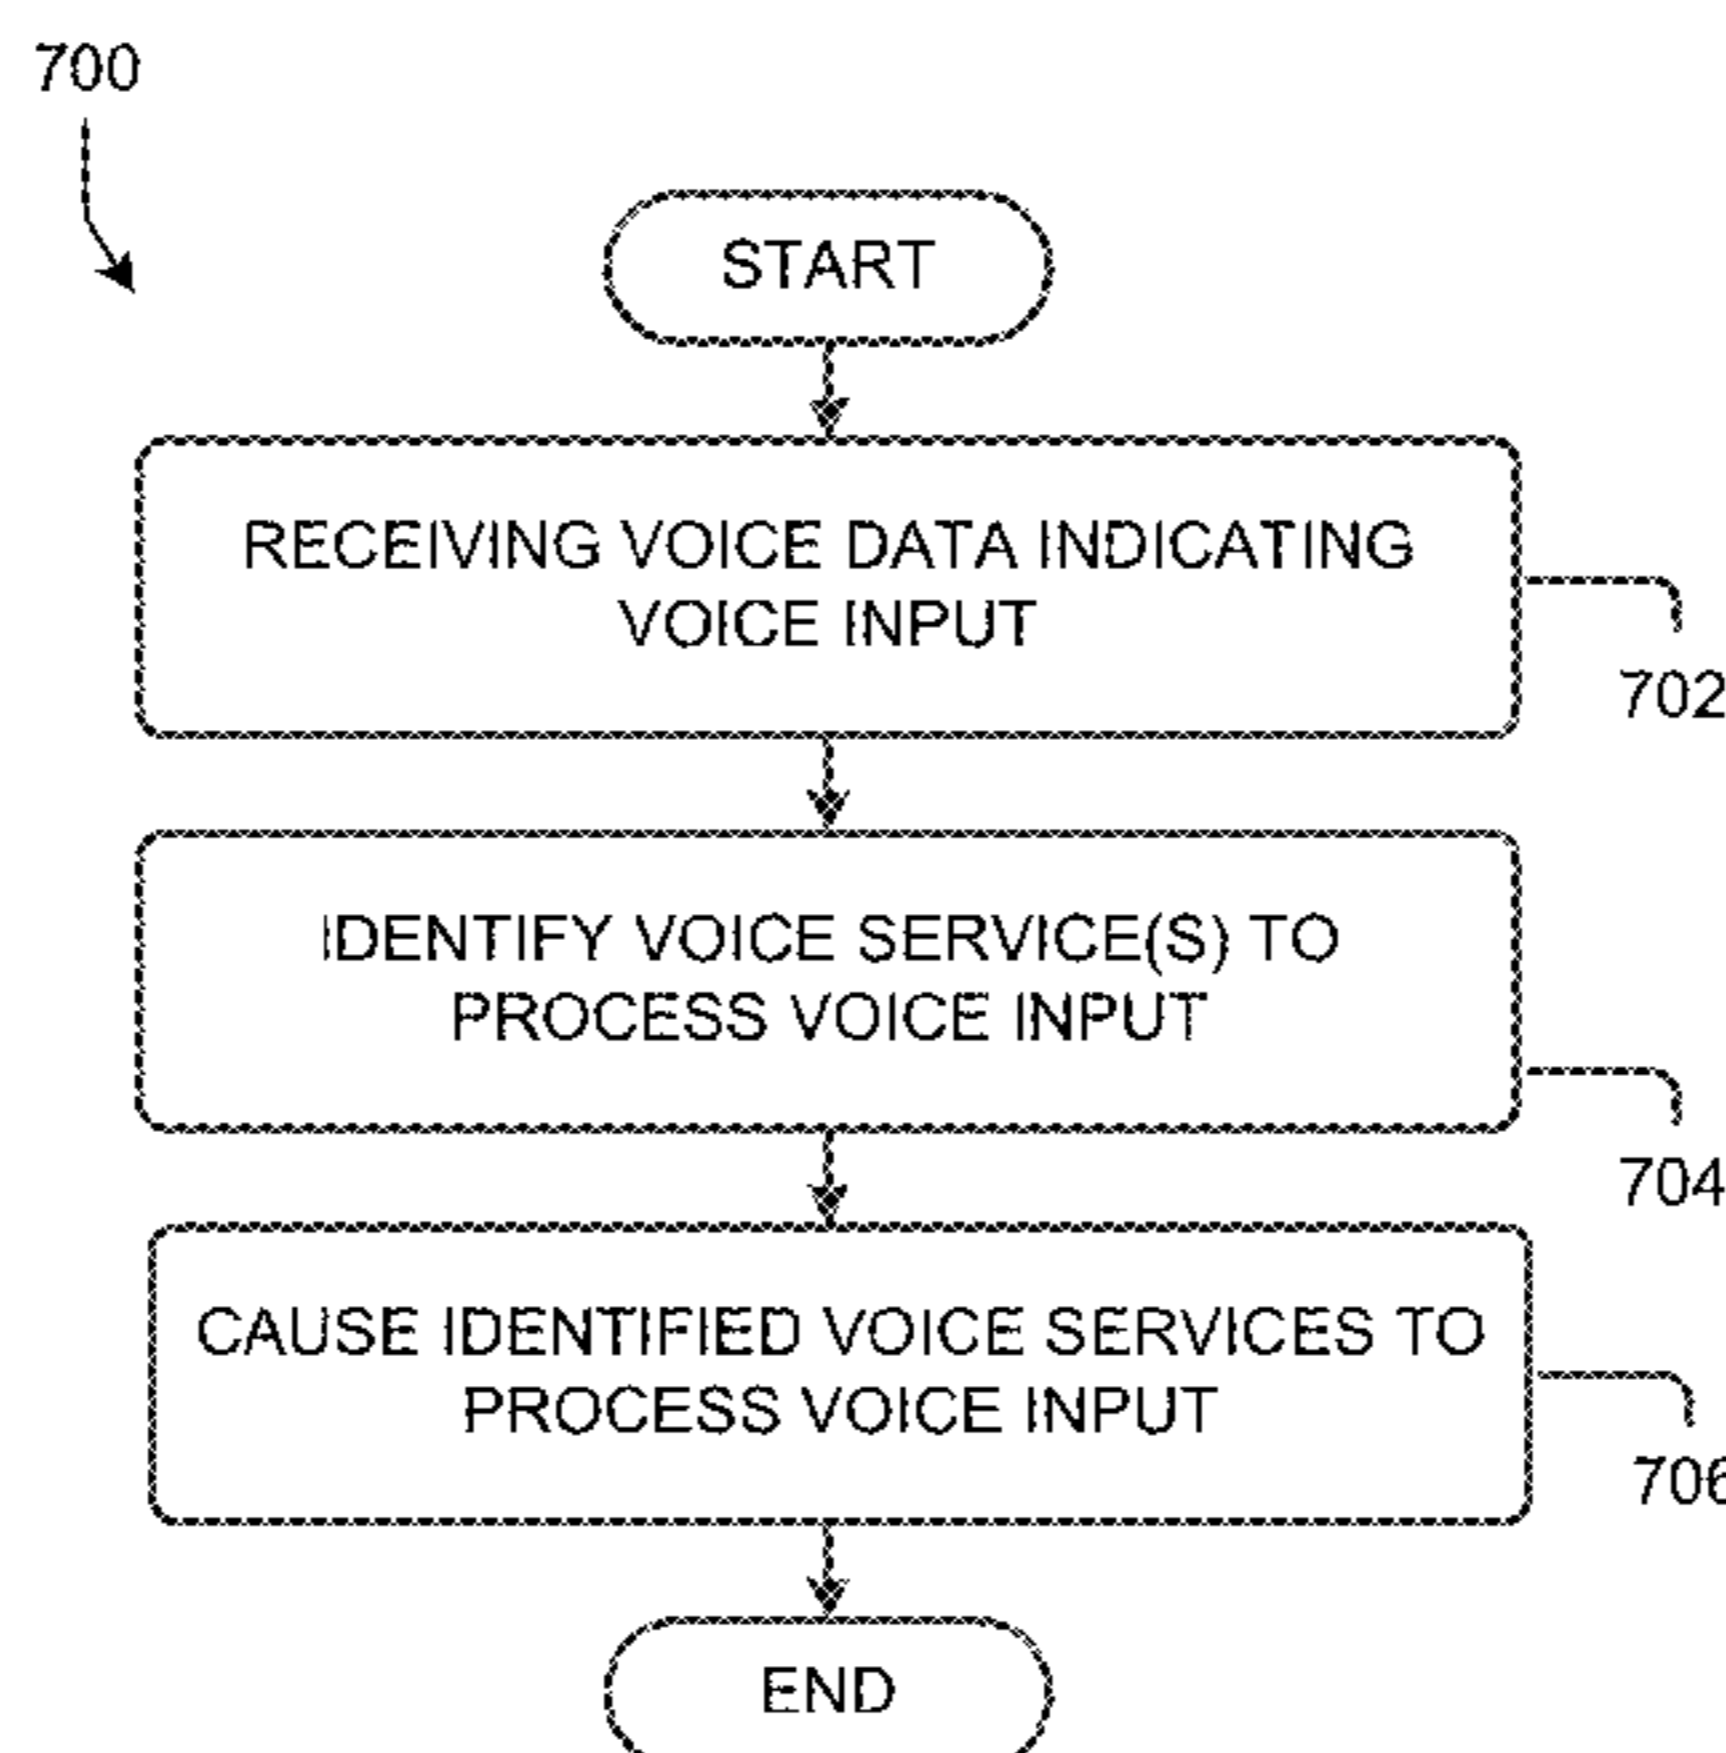 700
START
RECEIVING VOICE DATA INDICATING
VOICE INPUT
702
IDENTIFY VOICE SERVICE(S) TO
PROCESS VOICE INPUT
704
CAUSE IDENTIFIED VOICE SERVICES TO
PROCESS VOICE INPUT
706
END